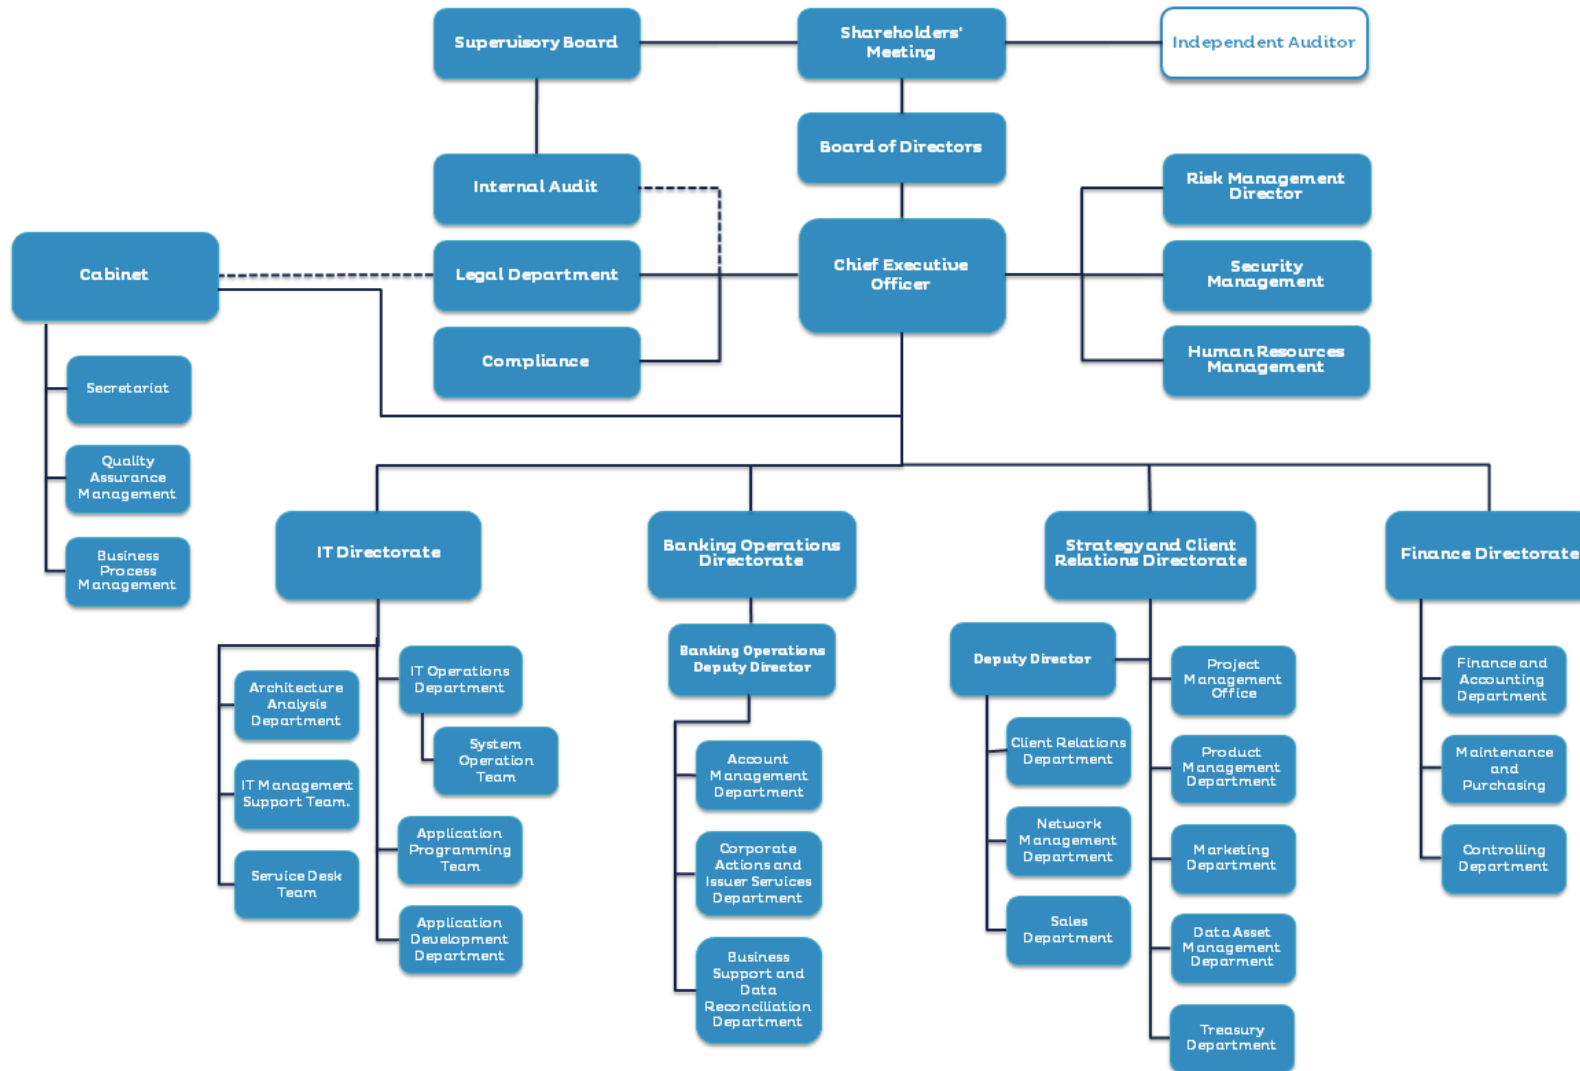 Supervisory Board
Shareholders'
Meeting
Independent Auditor
Board of Directors
Internal Audit
Risk Management
Director
Cabinet
Legal Department
Chief Executive
Officer
Security
Management
Compliance
Human Resources
Management
Secretariat
Quality
Assurance
Management
Business
Process
Management
IT Directorate
Banking Operations
Directorate
Strategy and Client
Relations Directorate
Finance Directorate
Architecture
Analysis
Department
IT Management
Support Team.
Service Desk
Team
IT Operations
Department
System
Operation
Team
Application
Programming
Team
Application
Development
Department
Banking Operations
Deputy Director
Account
Management
Department
Corporate
Actions and
Issuer Services
Department
Business
Support and
Data
Reconciliation
Department
Deputy Director
Client Relations
Department
Network
Management
Department
Sales
Department
Project
Management
Office
Product
Management
Department
Marketing
Department
Data Asset
Management
Deparment
Treasury
Department
Finance and
Accounting
Department
Maintenance
and
Purchasing
Controlling
Department